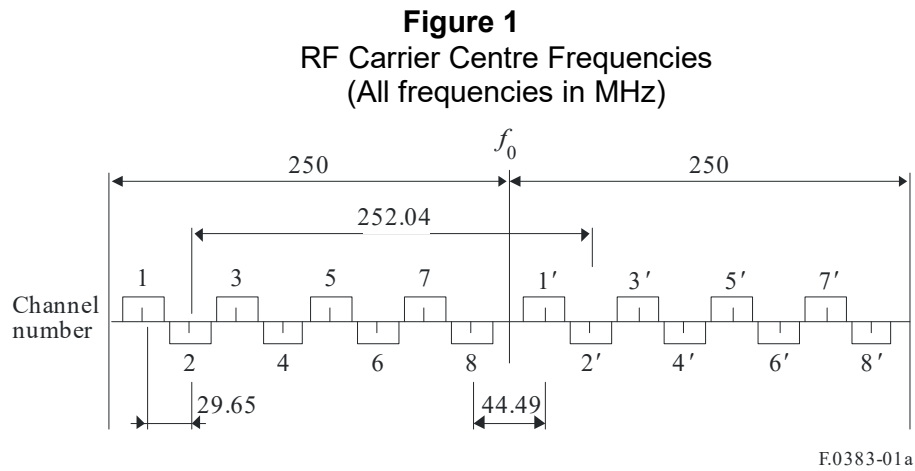 Figure 1
RF Carrier Centre Frequencies
(All frequencies in MHz)
f0
250 250
252.04
1 3 5 7 1′ 3′ 5′ 7′
Channel
number
2 4 6 8 2′ 4′ 6′ 8′
29.65 44.49
F.0383-01a